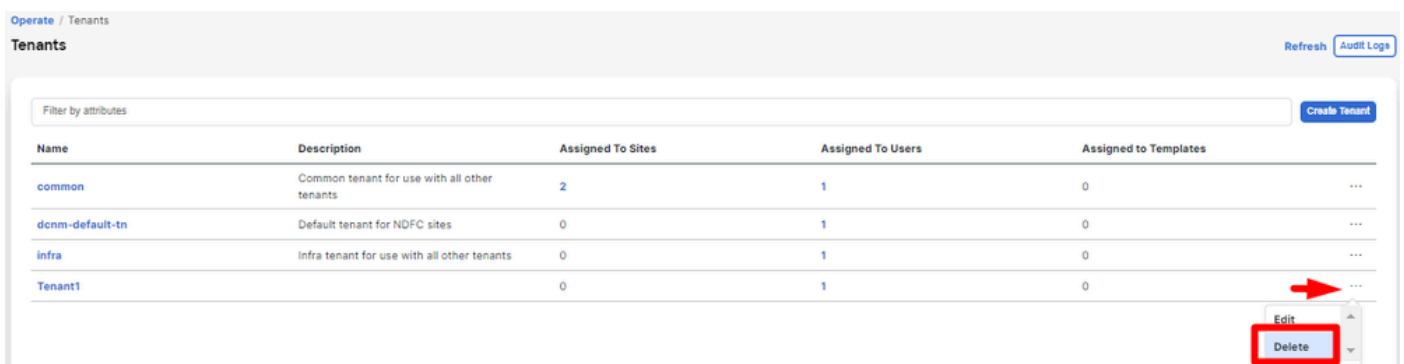 Operate / Tenants
Tenants
Refresh Audit Logs
Filter by attributes
Create Tenant
Name Description Assigned To Sites Assigned To Users Assigned to Templates
common Common tenant for use with all other tenants 2 1 0 ...
dcnm-default-tn Default tenant for NDFC sites 0 1 0 ...
infra Infra tenant for use with all other tenants 0 1 0 ...
Tenant1 0 1 0 ...
Edit
Delete